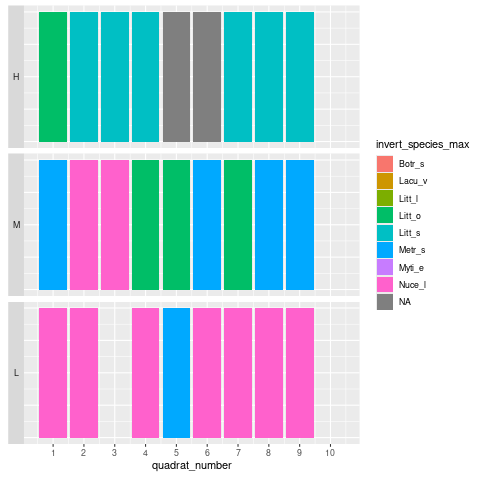 H
M
L
1 2 3 4 5 6 7 8 9 10
quadrat_number
invert_species_max
Botr_s
Lacu_v
Litt_l
Litt_o
Litt_s
Metr_s
Myti_e
Nuce_l
NA